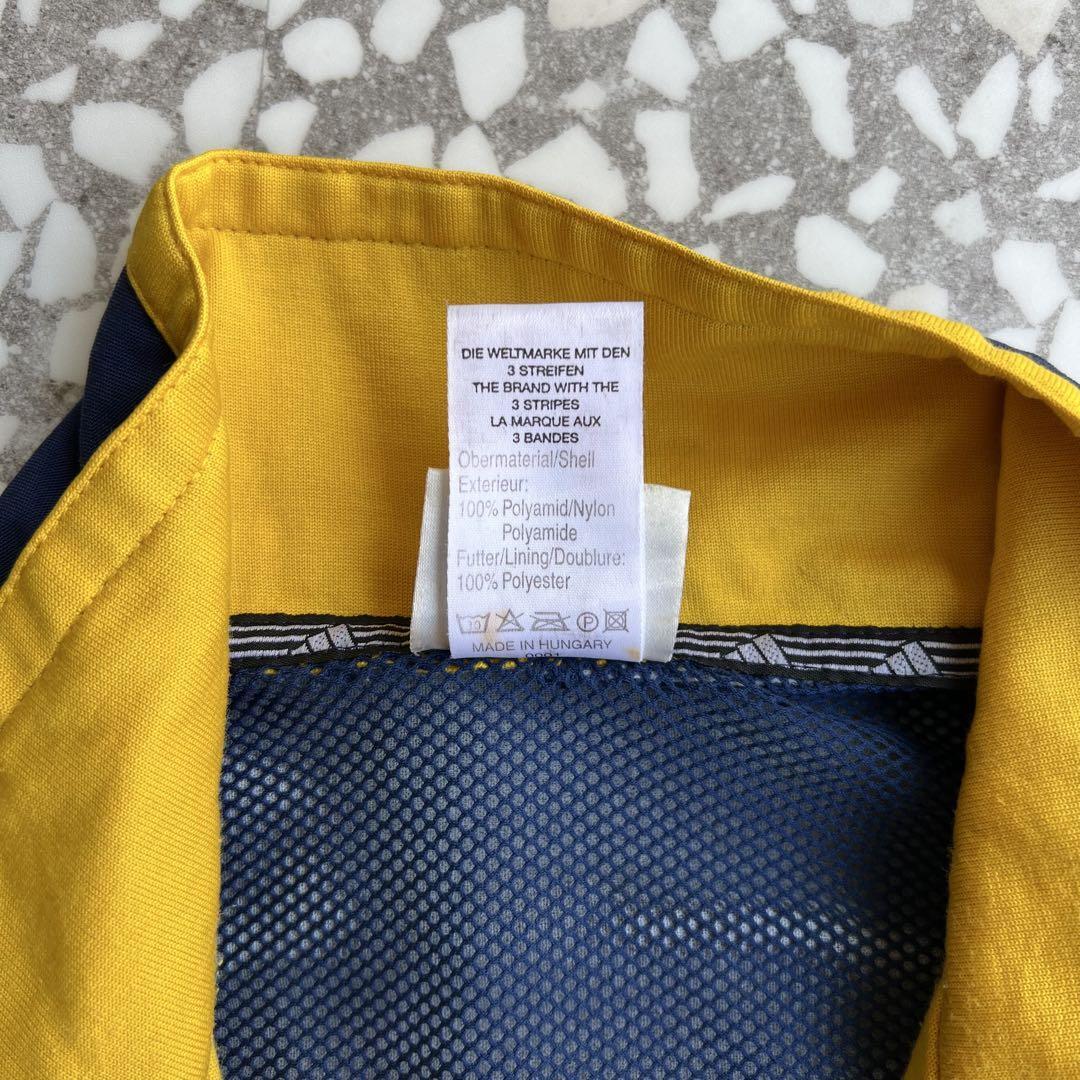 DIE WELTMARKE MIT DEN
3 STREIFEN
THE BRAND WITH THE
3 STRIPES
LA MARQUE AUX
3 BANDES
Obermaterial/Shell
Exterieur:
100% Polyamid/Nylon
Polyamide
Futter/Lining/Doublure:
100% Polyester
MADE IN HUNGARY